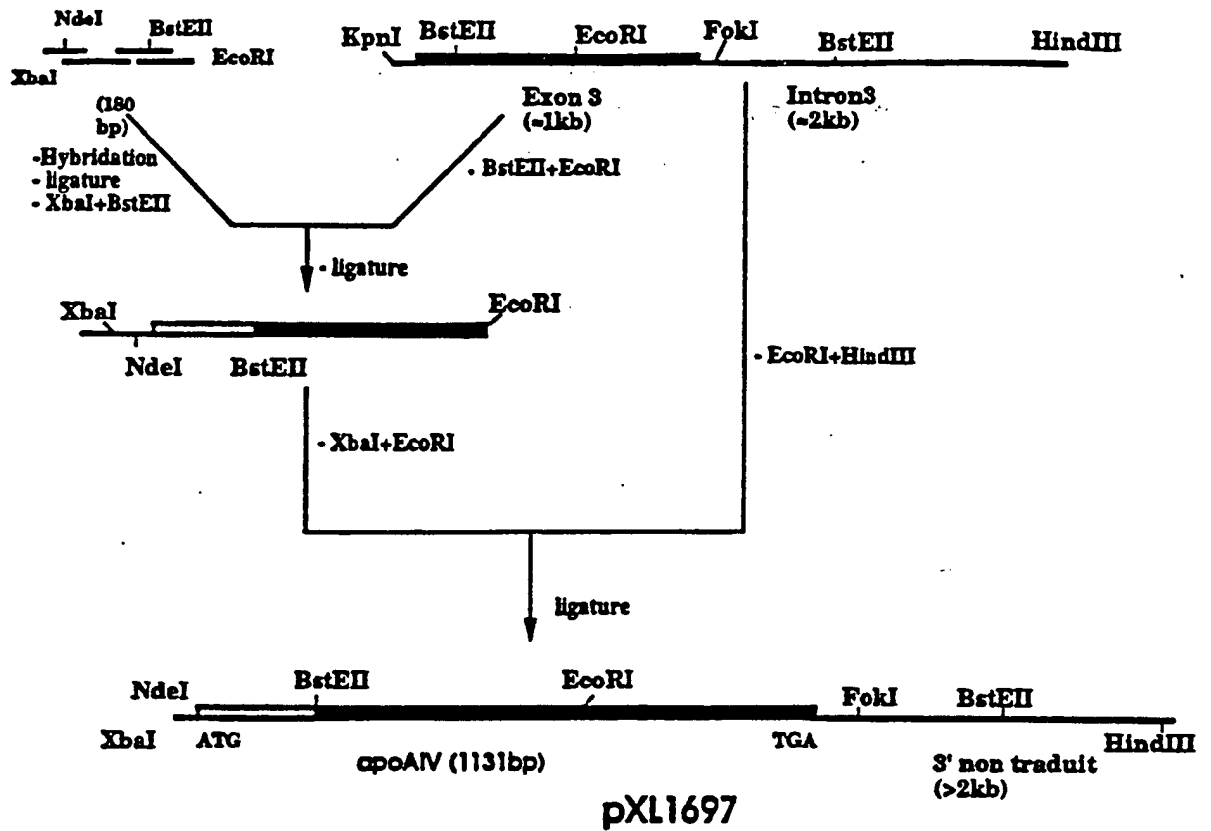 NdeI
BstEII
EcoRI
XbaI
KpnI
BstEII
EcoRI
FokI
BstEII
HindIII
(180
bp)
Exon 3
(≈1kb)
Intron3
(≈2kb)
-Hybridation
- ligature
- XbaI+BstEII
- BstEII+EcoRI
- ligature
XbaI
EcoRI
NdeI
BstEII
- EcoRI+HindIII
- XbaI+EcoRI
ligature
NdeI
BstEII
EcoRI
FokI
BstEII
XbaI
ATG
TGA
HindIII
apoAIV (1131bp)
3' non traduit
(>2kb)
pXL1697